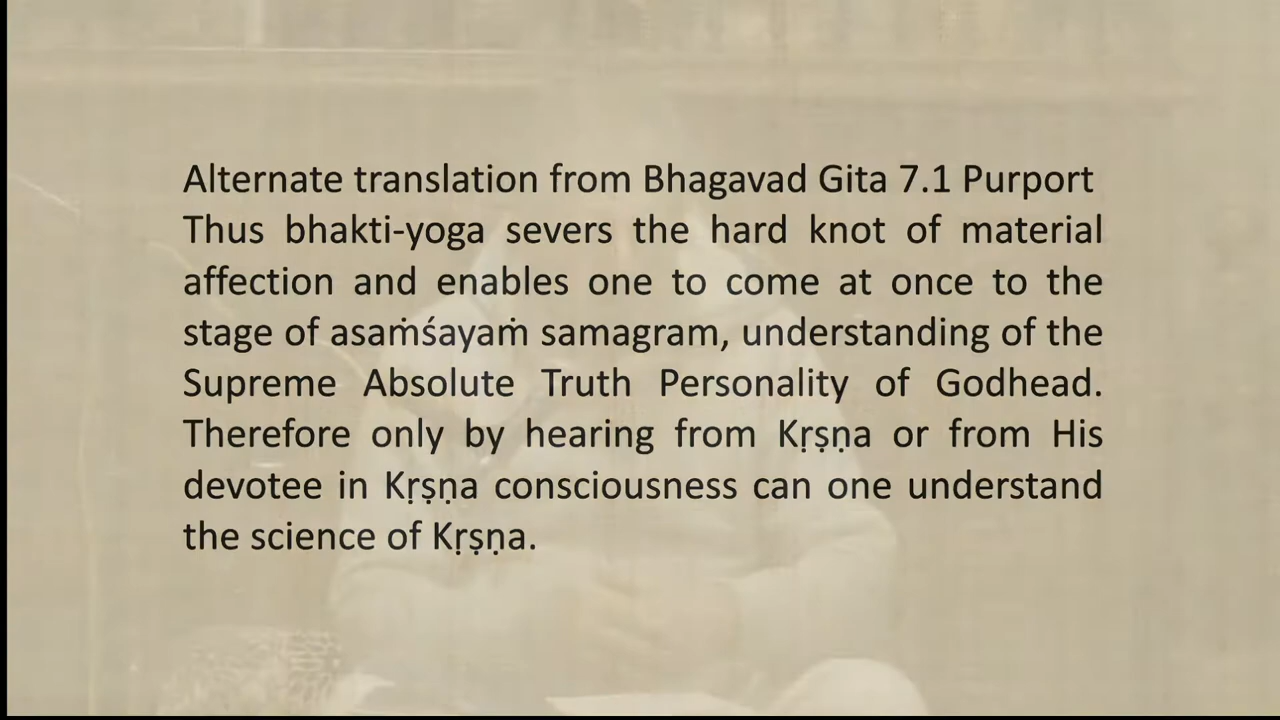 Alternate translation from Bhagavad Gita 7.1 Purport
Thus bhakti-yoga severs the hard knot of material
affection and enables one to come at once to the
stage of asaṁśayaṁ samagram, understanding of the
Supreme Absolute Truth Personality of Godhead.
Therefore only by hearing from Kṛṣṇa or from His
devotee in Kṛṣṇa consciousness can one understand
the science of Kṛṣṇa.